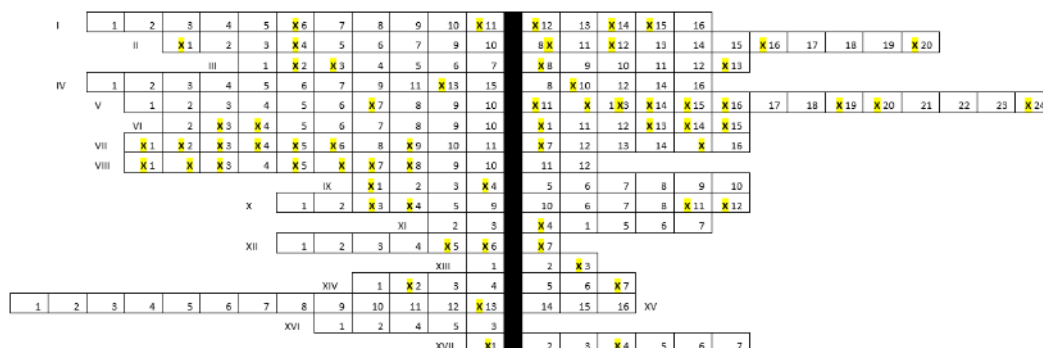 I 1 2 3 4 5 X 6 7 8 9 10 X 11 X 12 13 X 14 X 15 16
II X 1 2 3 X 4 5 6 7 9 10 8 X 11 X 12 13 14 15 X 16 17 18 19 X 20
III 1 X 2 X 3 4 5 6 7 X 8 9 10 11 12 X 13
IV 1 2 3 4 5 6 7 9 11 X 13 15 8 X 10 12 14 16
V 1 2 3 4 5 6 X 7 8 9 10 X 11 X 1 X 3 X 14 X 15 X 16 17 18 X 19 X 20 21 22 23 X 24
VI 2 X 3 X 4 5 6 7 8 9 10 X 1 11 12 X 13 X 14 X 15
VII X 1 X 2 X 3 X 4 X 5 X 6 8 X 9 10 11 X 7 12 13 14 X 16
VIII X 1 X X 3 4 X 5 X X 7 X 8 9 10 11 12
IX X 1 2 3 X 4 5 6 7 8 9 10
X 1 2 X 3 X 4 5 9 10 6 7 8 X 11 X 12
XI 2 3 X 4 1 5 6 7
XII 1 2 3 4 X 5 X 6 X 7
XIII 1 2 X 3
XIV 1 X 2 3 4 5 6 X 7
1 2 3 4 5 6 7 8 9 10 11 12 X 13 14 15 16 XV
XVI 1 2 4 5 3
XVII X 1 2 3 X 4 5 6 7